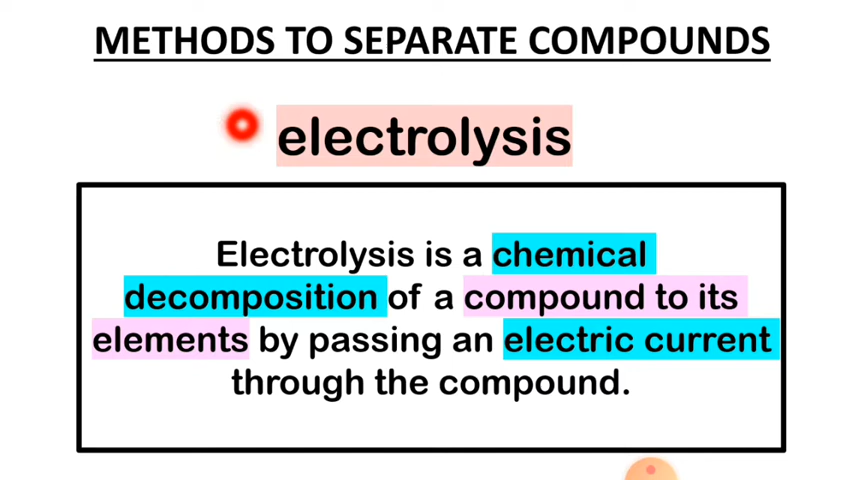 METHODS TO SEPARATE COMPOUNDS
electrolysis
Electrolysis is a chemical
decomposition of a compound to its
elements by passing an electric current
through the compound.